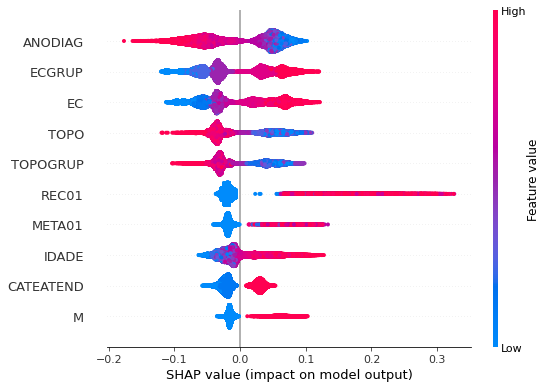 High
ANODIAG
ECGRUP
EC
TOPO
TOPOGRUP
REC01
META01
IDADE
CATEATEND
M
Feature value
Low
−0.2 −0.1 0.0 0.1 0.2 0.3
SHAP value (impact on model output)